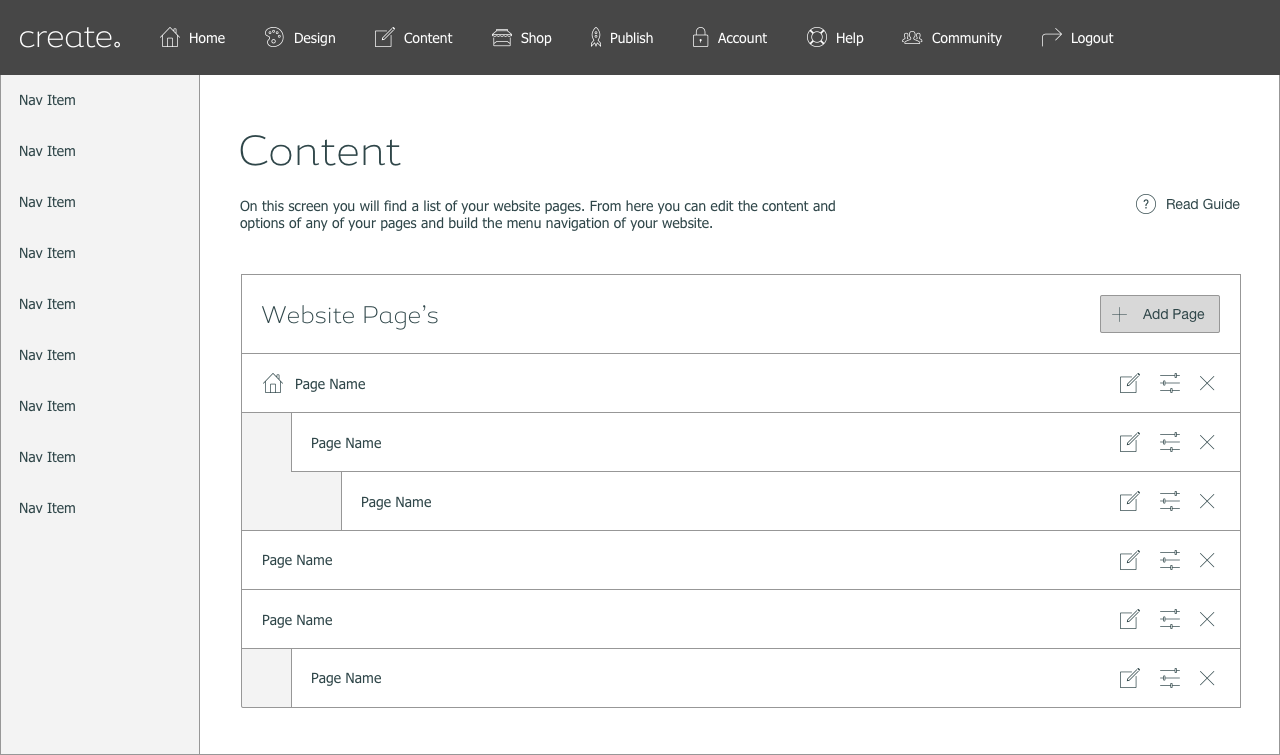 create.
Home
Design
Content
Shop
Publish
Account
Help
Community
Logout
Nav Item
Nav Item
Nav Item
Nav Item
Nav Item
Nav Item
Nav Item
Nav Item
Nav Item
Content
On this screen you will find a list of your website pages. From here you can edit the content and
options of any of your pages and build the menu navigation of your website.
? Read Guide
Website Page’s
Add Page
Page Name
Page Name
Page Name
Page Name
Page Name
Page Name